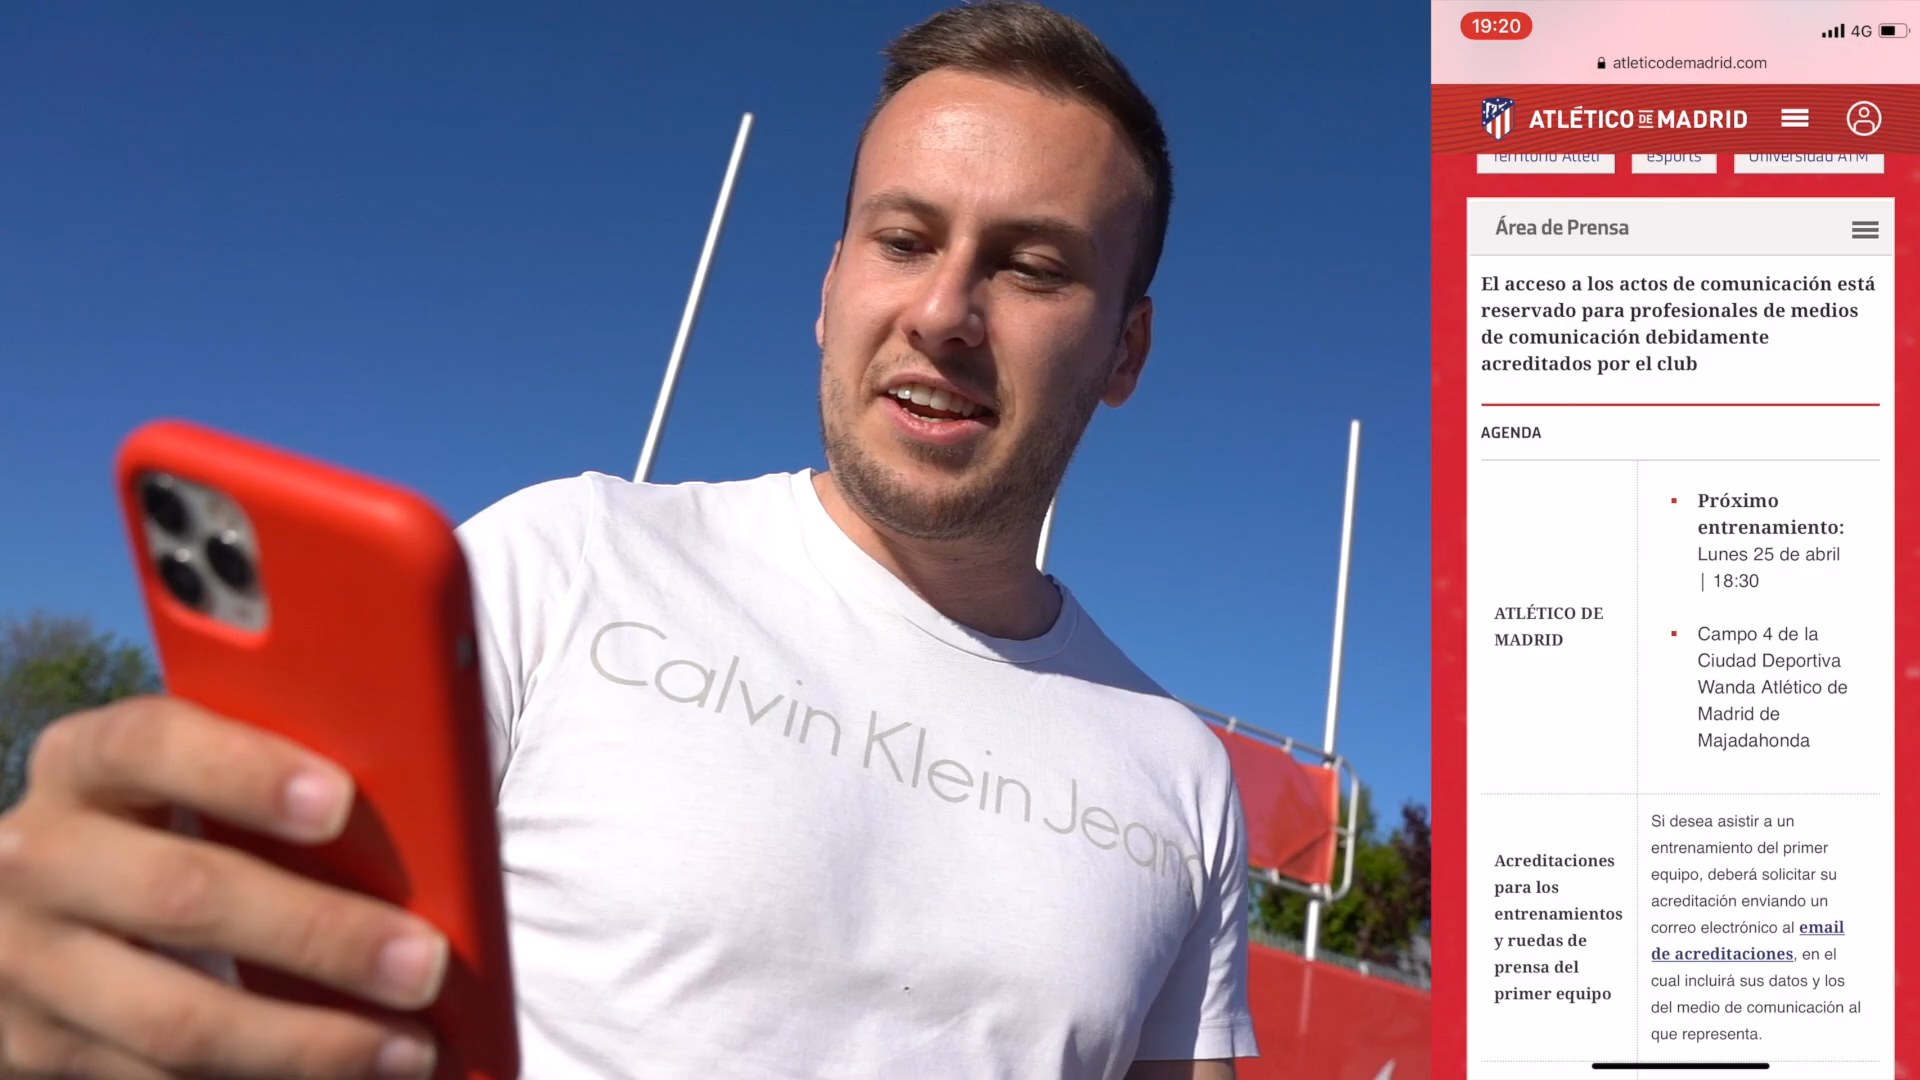 Calvin Klein Jeans
19:20
4G
atleticodemadrid.com
ATLÉTICO DE MADRID
Territorio Atleti
eSports
Universidad ATM
Área de Prensa
El acceso a los actos de comunicación está
reservado para profesionales de medios
de comunicación debidamente
acreditados por el club
AGENDA
ATLÉTICO DE
MADRID
Próximo
entrenamiento:
Lunes 25 de abril
| 18:30
Campo 4 de la
Ciudad Deportiva
Wanda Atlético de
Madrid de
Majadahonda
Acreditaciones
para los
entrenamientos
y ruedas de
prensa del
primer equipo
Si desea asistir a un
entrenamiento del primer
equipo, deberá solicitar su
acreditación enviando un
correo electrónico al email
de acreditaciones, en el
cual incluirá sus datos y los
del medio de comunicación al
que representa.